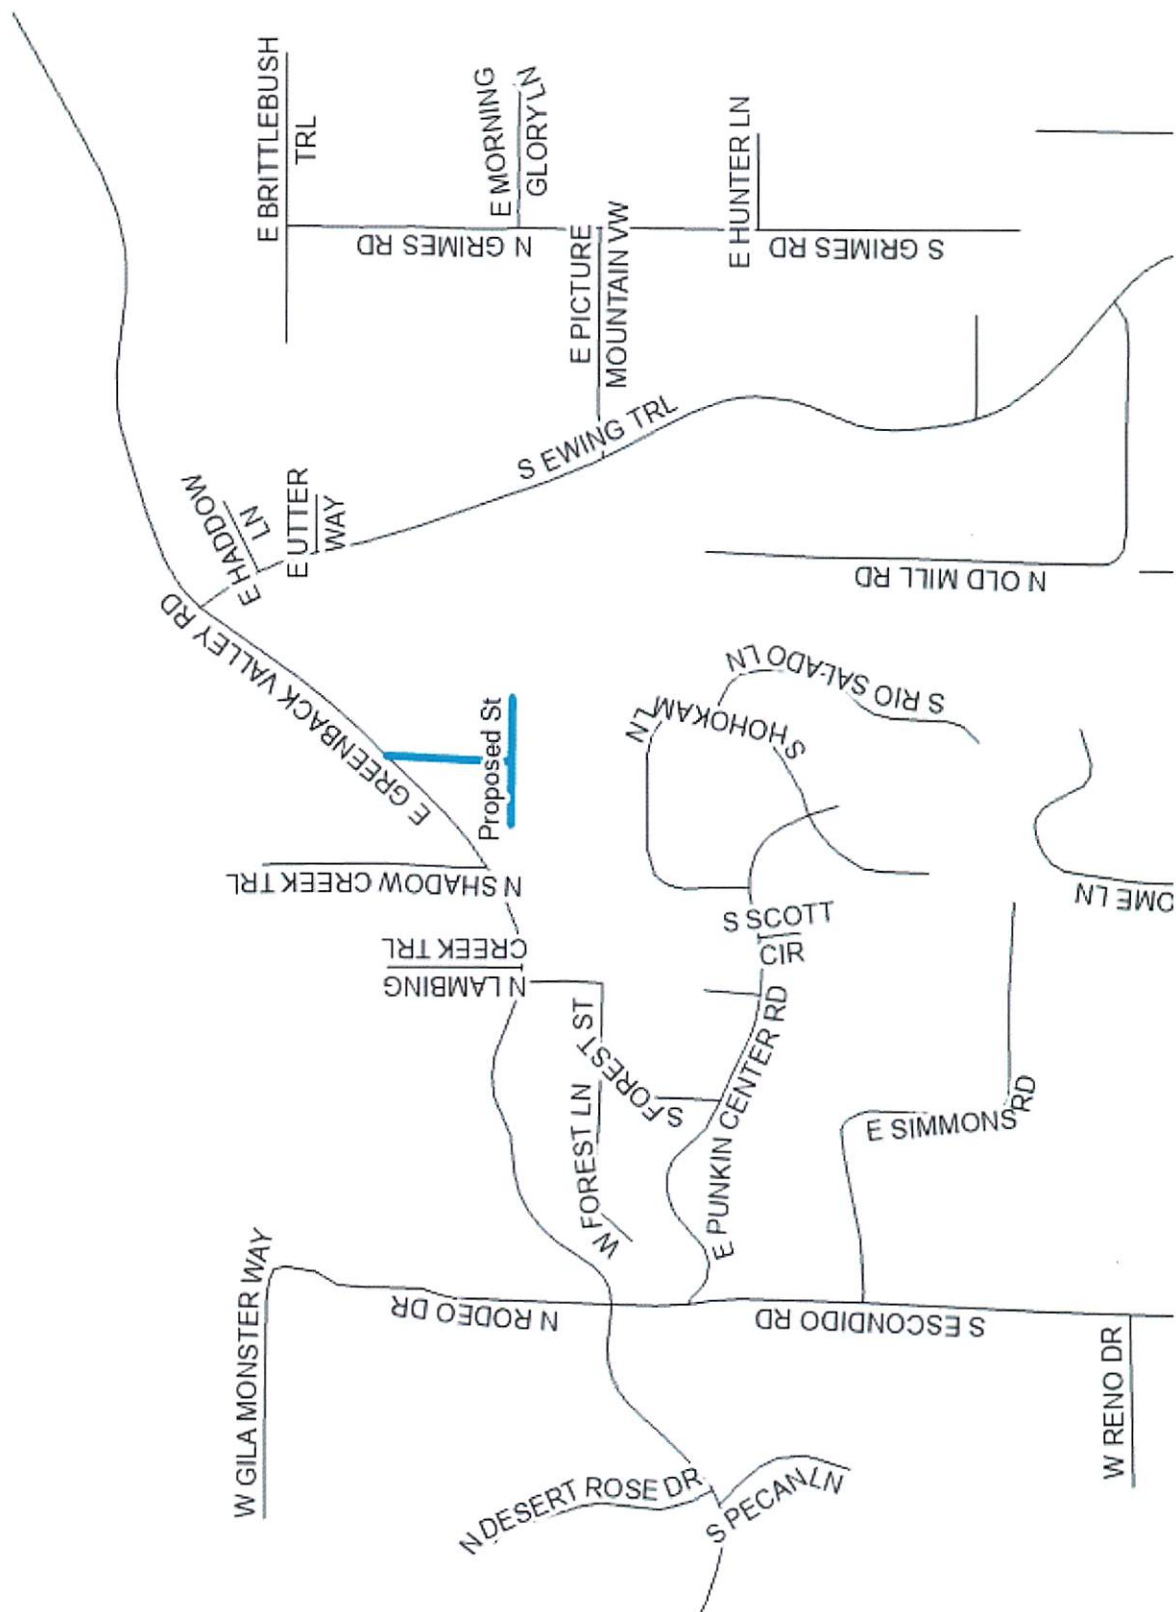 E BRITTLEBUSH
TRL
E MORNING
GLORY LN
N GRIMES RD
E PICTURE
MOUNTAIN VW
E HUNTER LN
S GRIMES RD
S EWING TRL
E HADDOW
LN
E UTTER
WAY
E GREENBACK VALLEY RD
N OLD MILL RD
Proposed St
S HOHOKAM
LN
S RIO SALADO LN
N SHADOW CREEK TRL
N LAMBING
CREEK TRL
S SCOTT
CIR
OME LN
S FOREST ST
W FOREST LN
E PUNKIN CENTER RD
E SIMMONS RD
W GILA MONSTER WAY
N RODEO DR
S ESCONDIDO RD
W RENO DR
N DESERT ROSE DR
S PECAN LN